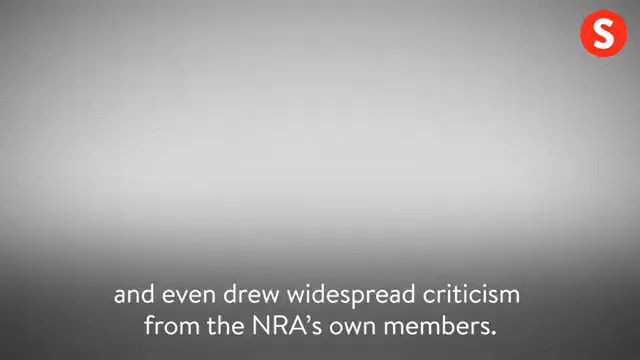 S
and even drew widespread criticism
from the NRA's own members.